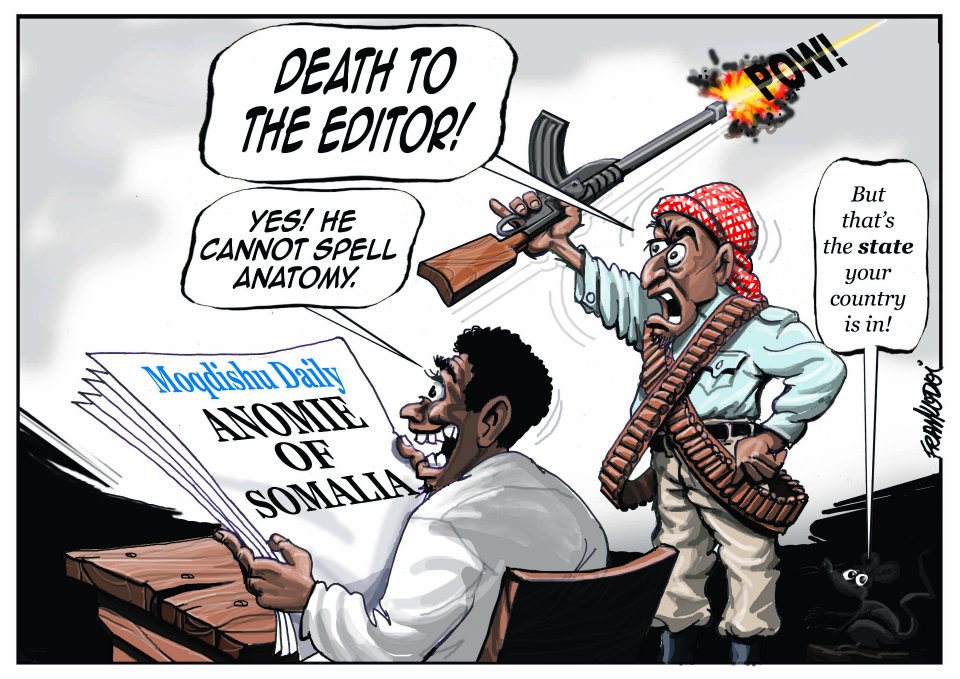 DEATH TO
THE EDITOR!
POW!
YES! HE
CANNOT SPELL
ANATOMY.
But
that's
the state
your
country
is in!
Moqdishu Daily
ANOMIE
OF
SOMALIA